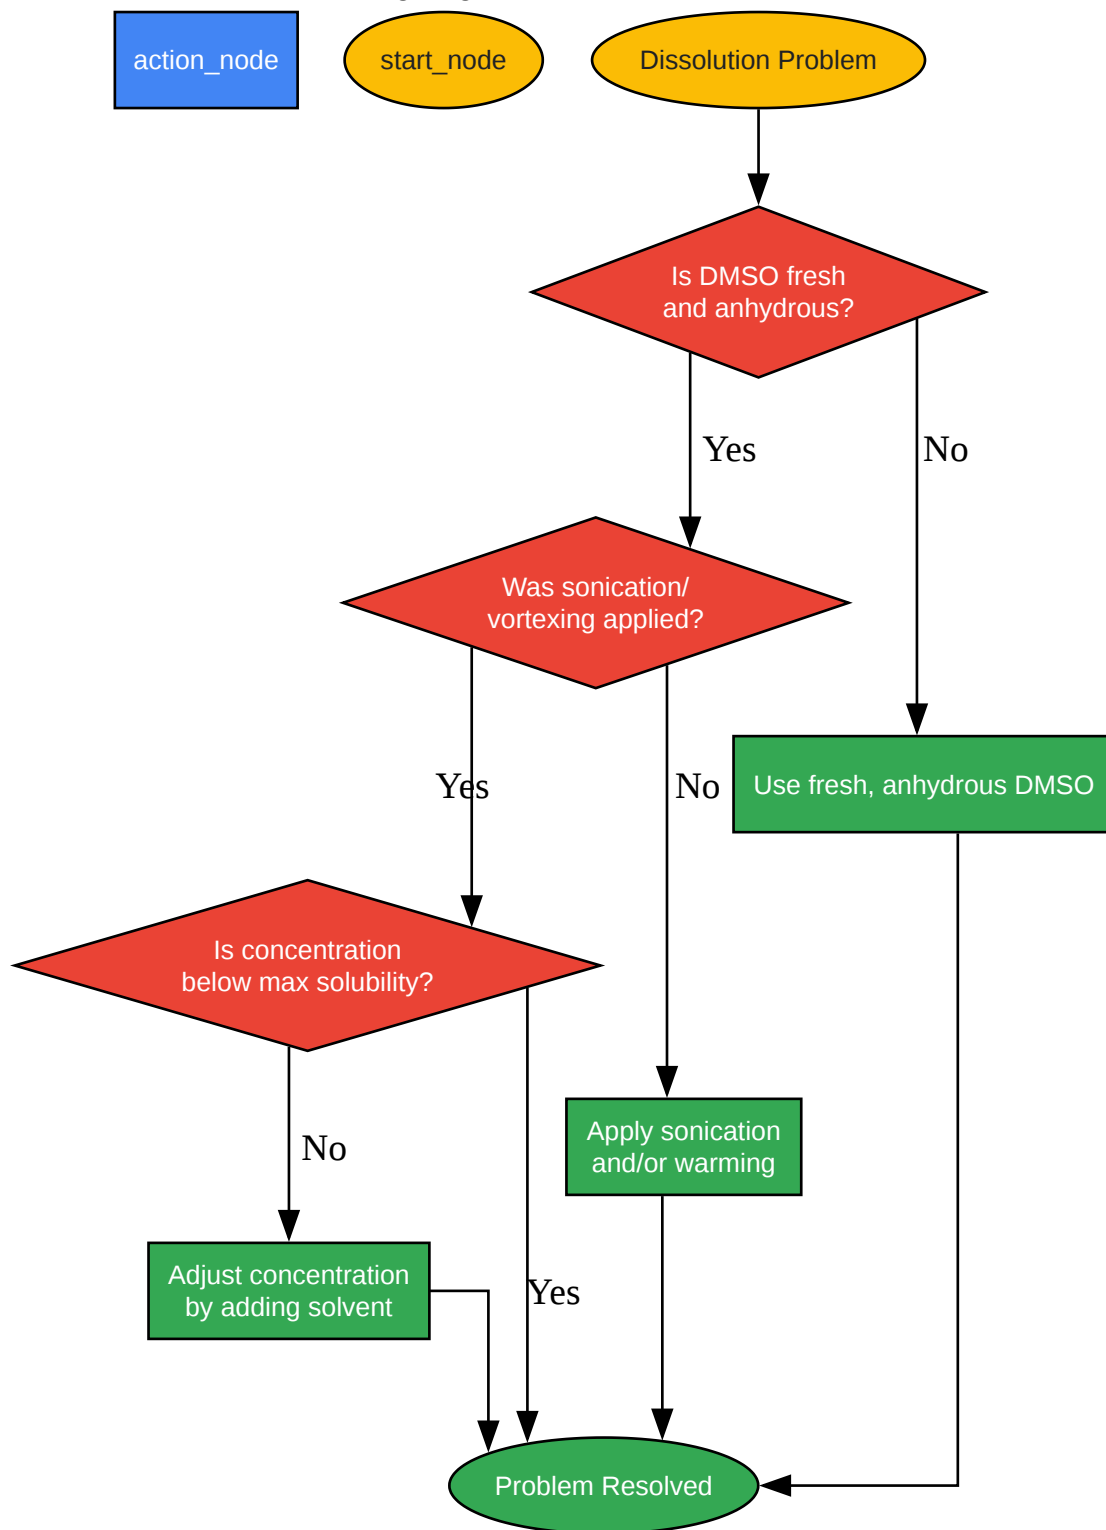 action_node
start_node
Dissolution Problem
Is DMSO fresh
and anhydrous?
Yes
No
Was sonication/
vortexing applied?
Yes
No
Use fresh, anhydrous DMSO
Is concentration
below max solubility?
Apply sonication
and/or warming
No
Adjust concentration
by adding solvent
Yes
Problem Resolved